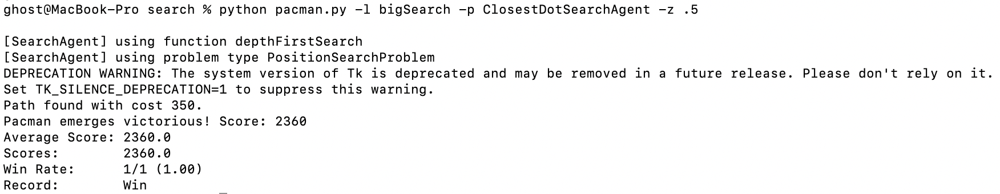 ghost@MacBook-Pro search % python pacman.py -l bigSearch -p ClosestDotSearchAgent -z .5
[SearchAgent] using function depthFirstSearch
[SearchAgent] using problem type PositionSearchProblem
DEPRECATION WARNING: The system version of Tk is deprecated and may be removed in a future release. Please don't rely on it.
Set TK_SILENCE_DEPRECATION=1 to suppress this warning.
Path found with cost 350.
Pacman emerges victorious! Score: 2360
Average Score: 2360.0
Scores:        2360.0
Win Rate:      1/1 (1.00)
Record:        Win